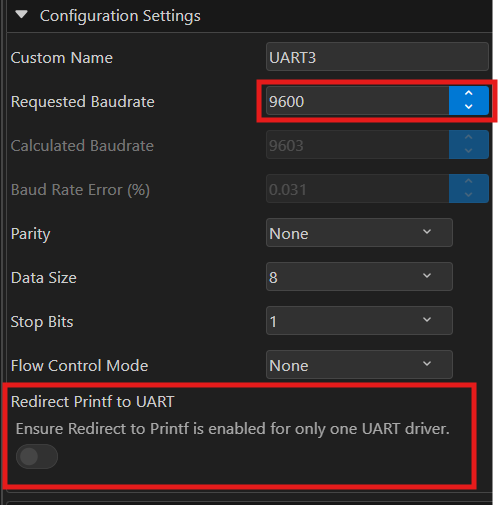 Configuration Settings
Custom Name UART3
Requested Baudrate 9600
Calculated Baudrate 9603
Baud Rate Error (%) 0.031
Parity None
Data Size 8
Stop Bits 1
Flow Control Mode None
Redirect Printf to UART
Ensure Redirect to Printf is enabled for only one UART driver.